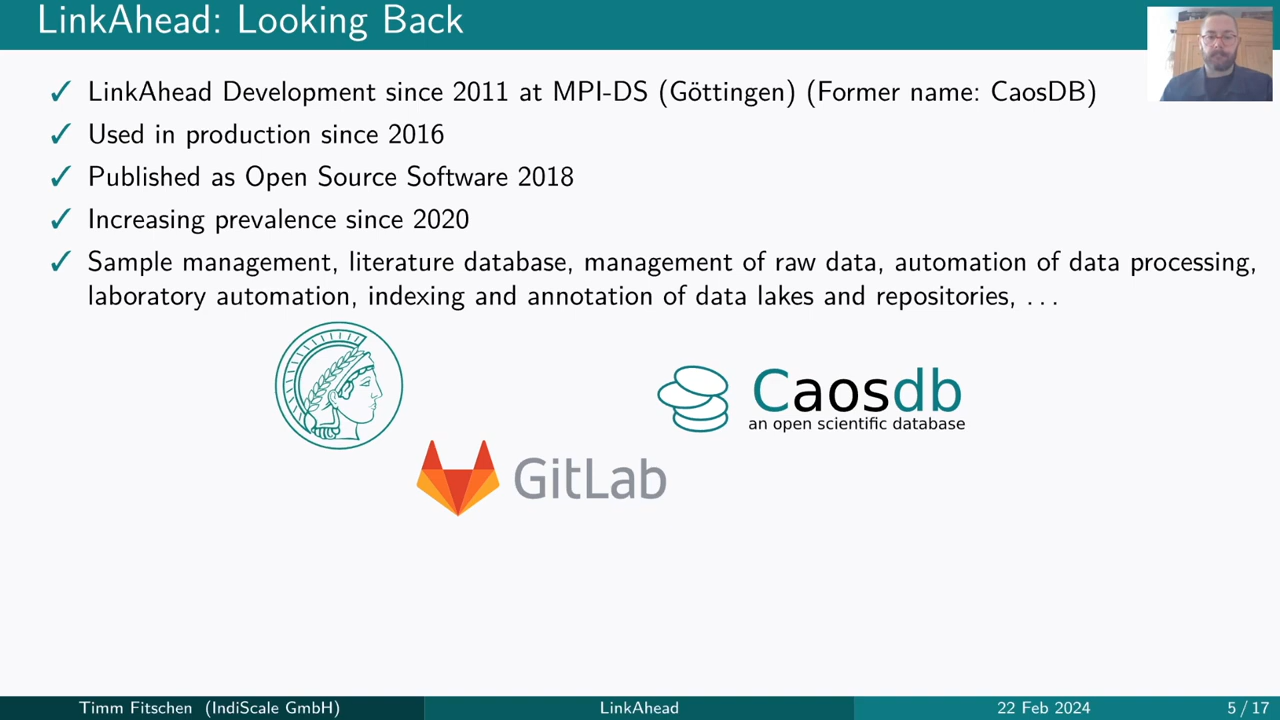 LinkAhead: Looking Back
✓ LinkAhead Development since 2011 at MPI-DS (Göttingen) (Former name: CaosDB)
✓ Used in production since 2016
✓ Published as Open Source Software 2018
✓ Increasing prevalence since 2020
✓ Sample management, literature database, management of raw data, automation of data processing,
laboratory automation, indexing and annotation of data lakes and repositories, . . .
Caosdb
an open scientific database
GitLab
Timm Fitschen (IndiScale GmbH)
LinkAhead
22 Feb 2024
5 / 17